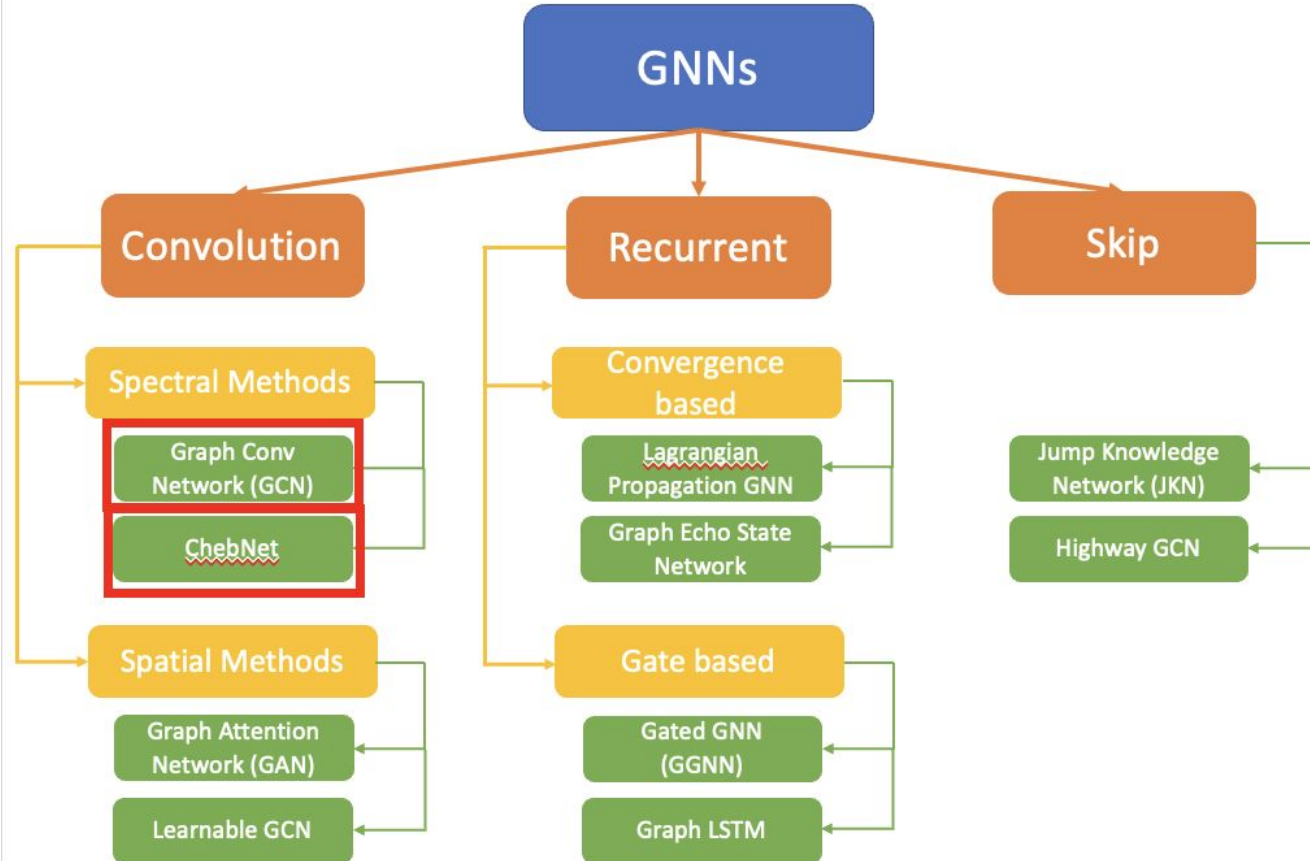 GNNs
Convolution
Recurrent
Skip
Spectral Methods
Graph Conv
Network (GCN)
ChebNet
Spatial Methods
Graph Attention
Network (GAN)
Learnable GCN
Convergence
based
Lagrangian
Propagation GNN
Graph Echo State
Network
Gate based
Gated GNN
(GGNN)
Graph LSTM
Jump Knowledge
Network (JKN)
Highway GCN